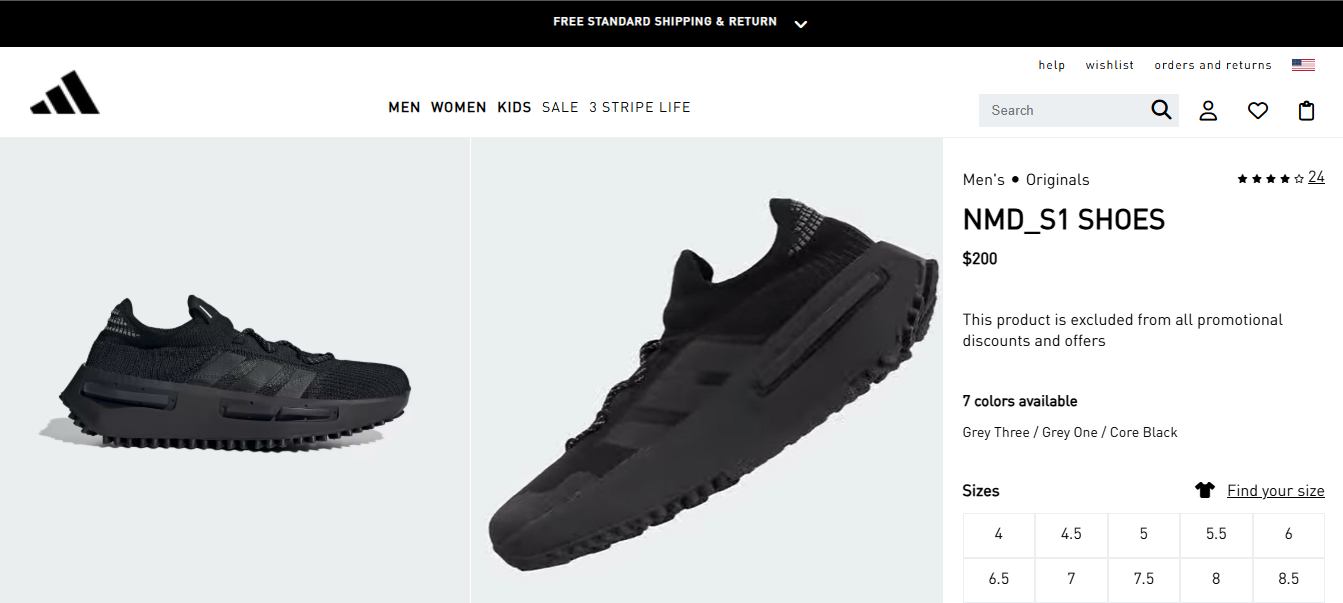 FREE STANDARD SHIPPING & RETURN
help wishlist orders and returns
MEN WOMEN KIDS SALE 3 STRIPE LIFE
Search
Men's • Originals
24
NMD_S1 SHOES
$200
This product is excluded from all promotional
discounts and offers
7 colors available
Grey Three / Grey One / Core Black
Sizes
Find your size
4 4.5 5 5.5 6
6.5 7 7.5 8 8.5